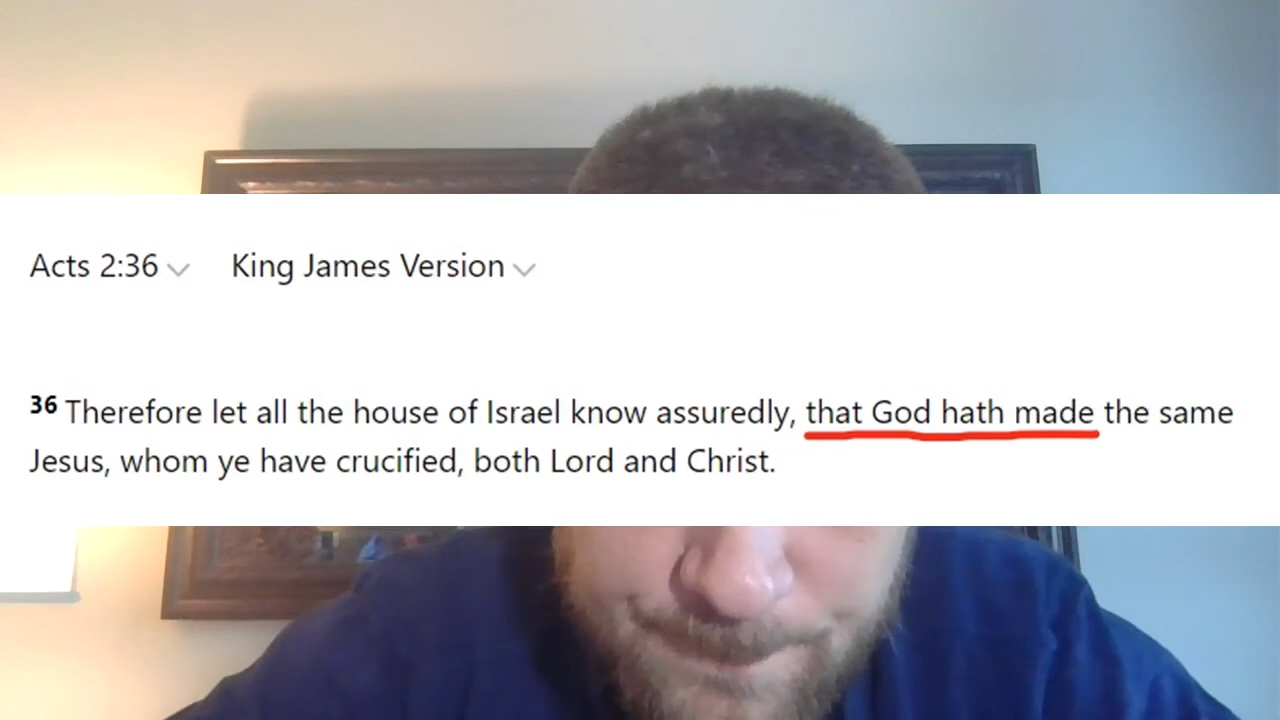 Acts 2:36 King James Version
36 Therefore let all the house of Israel know assuredly, that God hath made the same
Jesus, whom ye have crucified, both Lord and Christ.